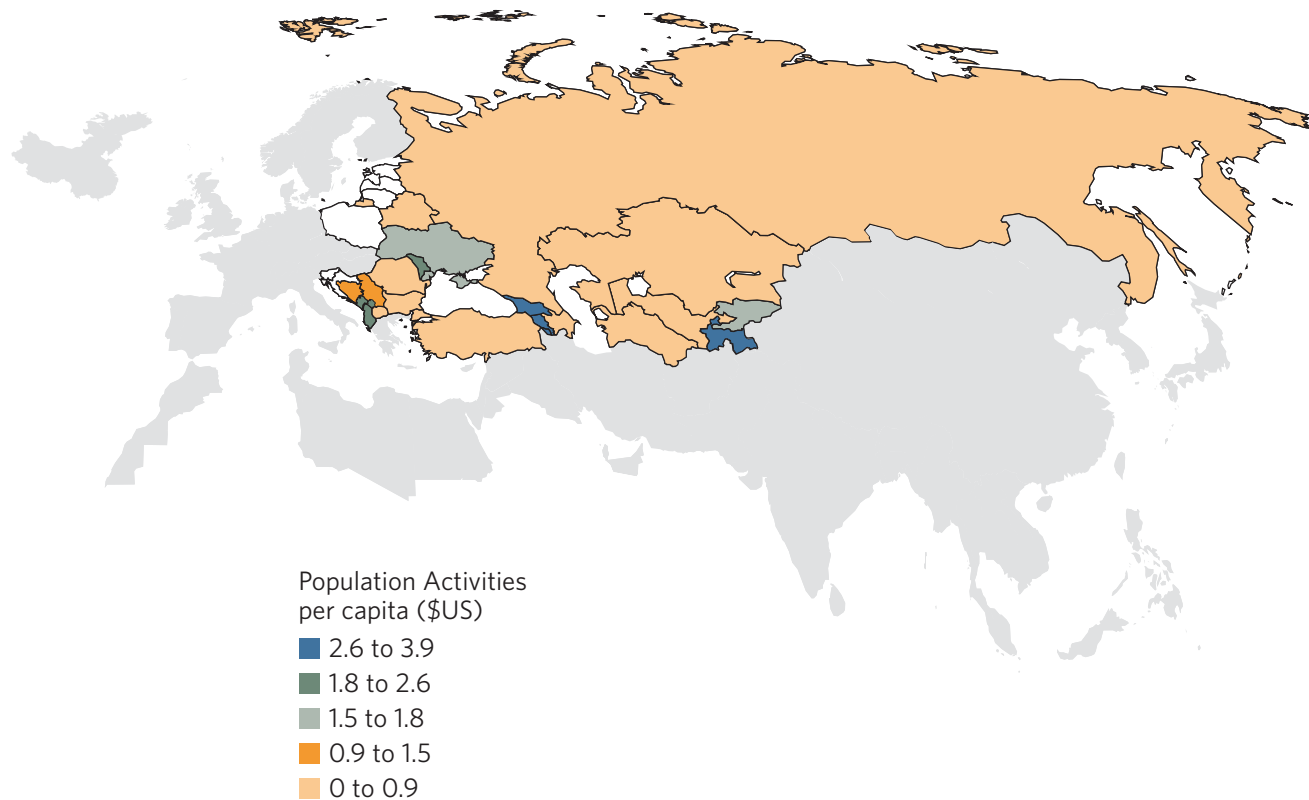 Population Activities
per capita ($US)
2.6 to 3.9
1.8 to 2.6
1.5 to 1.8
0.9 to 1.5
0 to 0.9